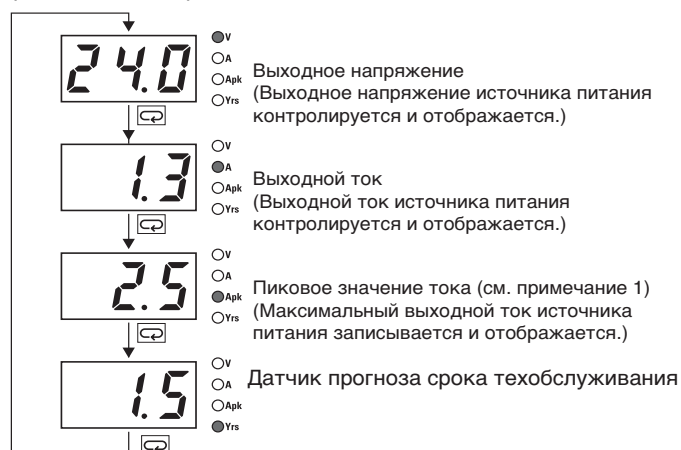 24.0
V
A
Apk
Yrs
Выходное напряжение
(Выходное напряжение источника питания
контролируется и отображается.)
1.3
V
A
Apk
Yrs
Выходной ток
(Выходной ток источника питания
контролируется и отображается.)
2.5
V
A
Apk
Yrs
Пиковое значение тока (см. примечание 1)
(Максимальный выходной ток источника
питания записывается и отображается.)
1.5
V
A
Apk
Yrs
Датчик прогноза срока техобслуживания